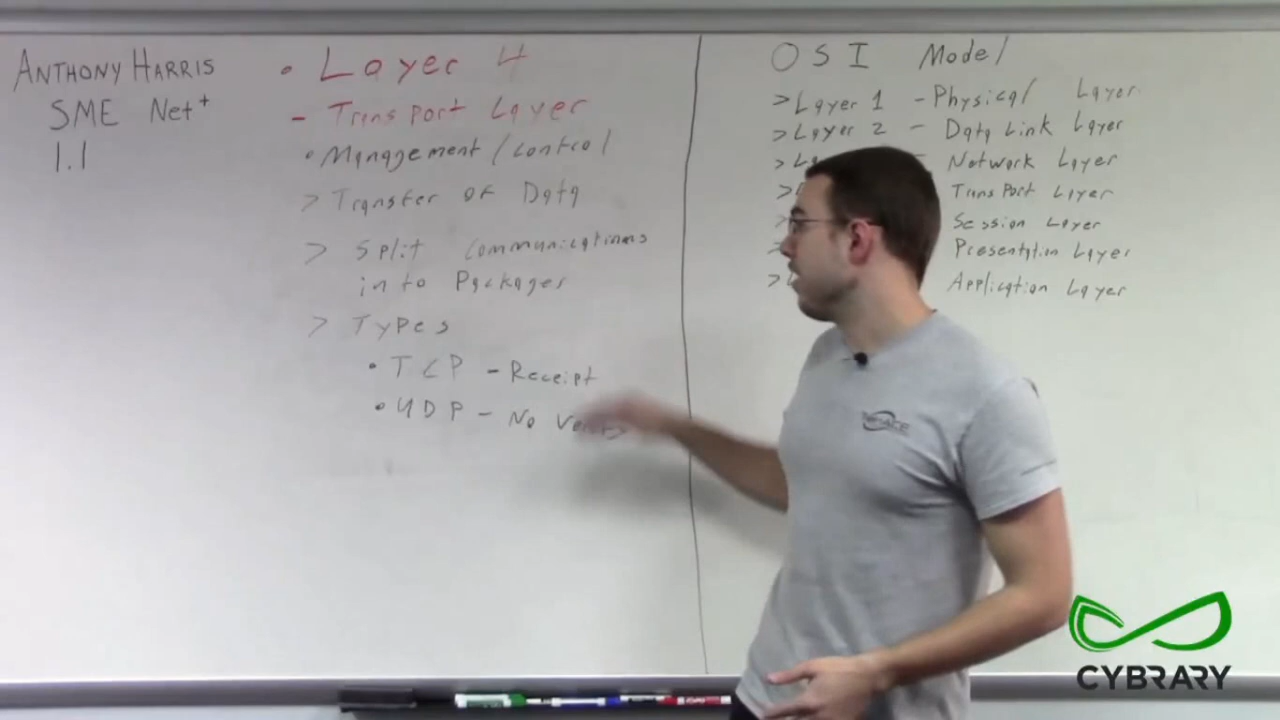 ANTHONY HARRIS
SME Net+
1.1
• Layer 4
- Transport Layer
• Management/Control
> Transfer of Data
> Split Communications
into Packages
> Types
• TCP - Receipt
• UDP - No
OSI Model
> Layer 1 - Physical Layer
> Layer 2 - Data Link Layer
> Network Layer
> Transport Layer
Session Layer
Presentation Layer
> Application Layer
CYBRARY